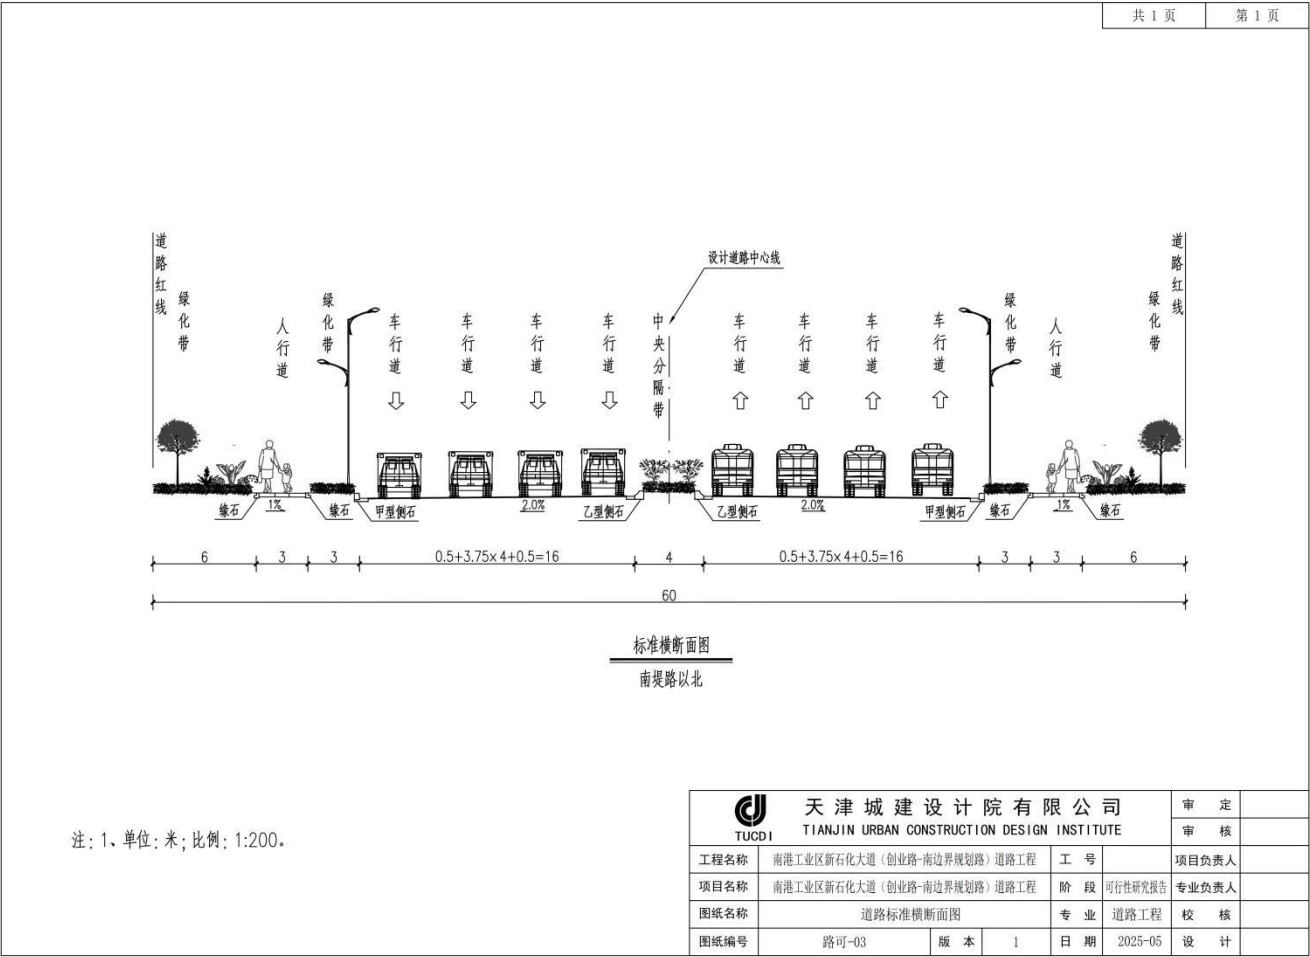 共 1 页 第 1 页
道路红线
绿化带
人行道
绿化带
车行道
车行道
车行道
车行道
中央分隔带
设计道路中心线
车行道
车行道
车行道
车行道
绿化带
人行道
绿化带
道路红线
缘石 1% 缘石 甲型侧石 2.0% 乙型侧石 乙型侧石 2.0% 甲型侧石 缘石 1% 缘石
6 3 3 0.5+3.75x4+0.5=16 4 0.5+3.75x4+0.5=16 3 3 6
60
标准横断面图
南堤路以北
注：1、单位：米；比例：1:200。
TUCDI
天津城建设计院有限公司
TIANJIN URBAN CONSTRUCTION DESIGN INSTITUTE
审 定
审 核
工程名称 南港工业区新石化大道（创业路-南边界规划路）道路工程 工 号 项目负责人
项目名称 南港工业区新石化大道（创业路-南边界规划路）道路工程 阶 段 可行性研究报告 专业负责人
图纸名称 道路标准横断面图 专 业 道路工程 校 核
图纸编号 路可-03 版 本 1 日 期 2025-05 设 计